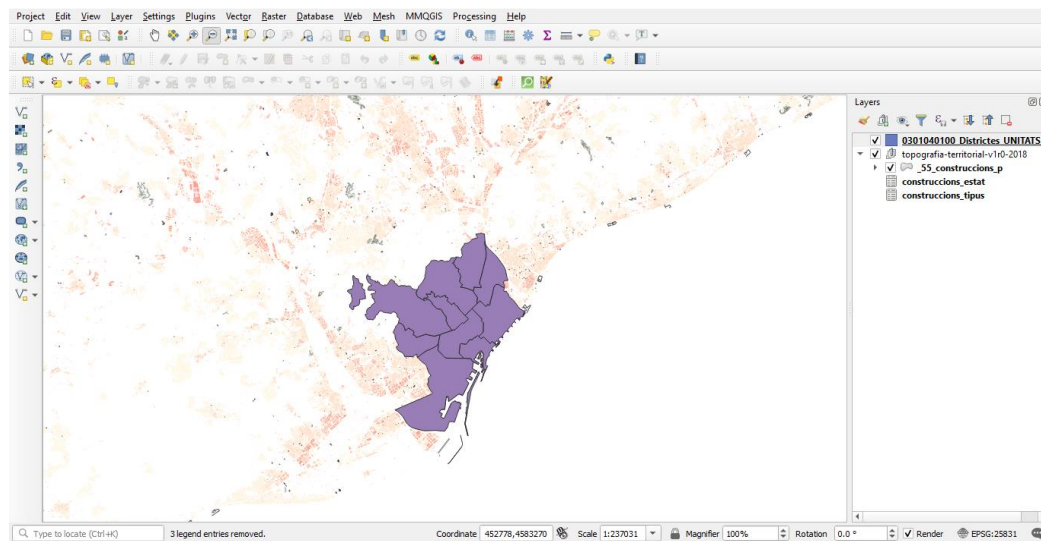 Project Edit View Layer Settings Plugins Vector Raster Database Web Mesh MMQGIS Processing Help
Layers
0301040100_Districtes_UNITATS
topografia-territorial-v1r0-2018
_55_construccions_p
construccions_estat
construccions_tipus
Type to locate (Ctrl+K) 3 legend entries removed. Coordinate 452778,4583270 Scale 1:237031 Magnifier 100% Rotation 0.0 ° Render EPSG:25831